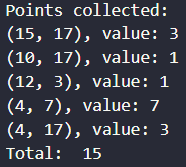 Points collected:
(15, 17), value: 3
(10, 17), value: 1
(12, 3), value: 1
(4, 7), value: 7
(4, 17), value: 3
Total:  15